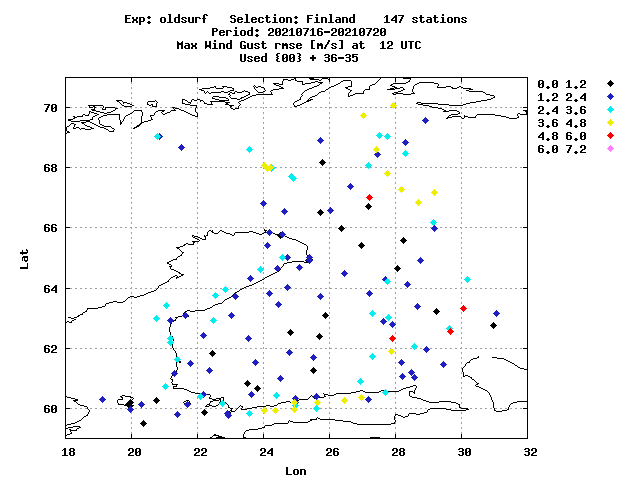 Exp: oldsurf Selection: Finland 147 stations
Period: 20210716-20210720
Max Wind Gust rmse [m/s] at 12 UTC
Used {00} + 36-35
0.0 1.2
1.2 2.4
2.4 3.6
3.6 4.8
4.8 6.0
6.0 7.2
70
68
66
64
62
60
Lat
18 20 22 24 26 28 30 32
Lon